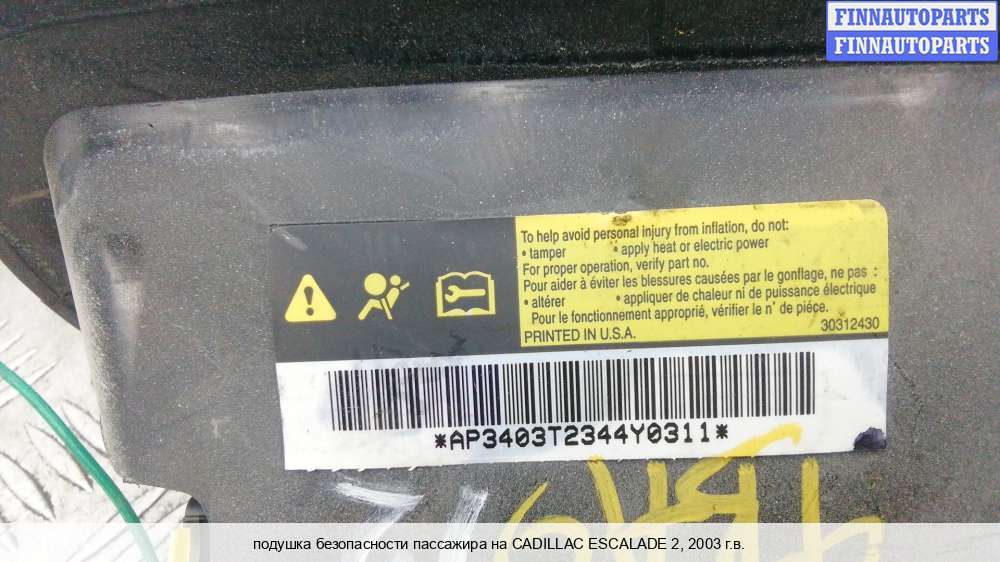 FINNAUTOPARTS
FINNAUTOPARTS
To help avoid personal injury from inflation, do not:
• tamper • apply heat or electric power
For proper operation, verify part no.
Pour aider à éviter les blessures causées par le gonflage, ne pas :
• altérer • appliquer de chaleur ni de puissance électrique
Pour le fonctionnement approprié, vérifier le n° de piéce.
PRINTED IN U.S.A. 30312430
*AP3403T2344Y0311*
подушка безопасности пассажира на CADILLAC ESCALADE 2, 2003 г.в.